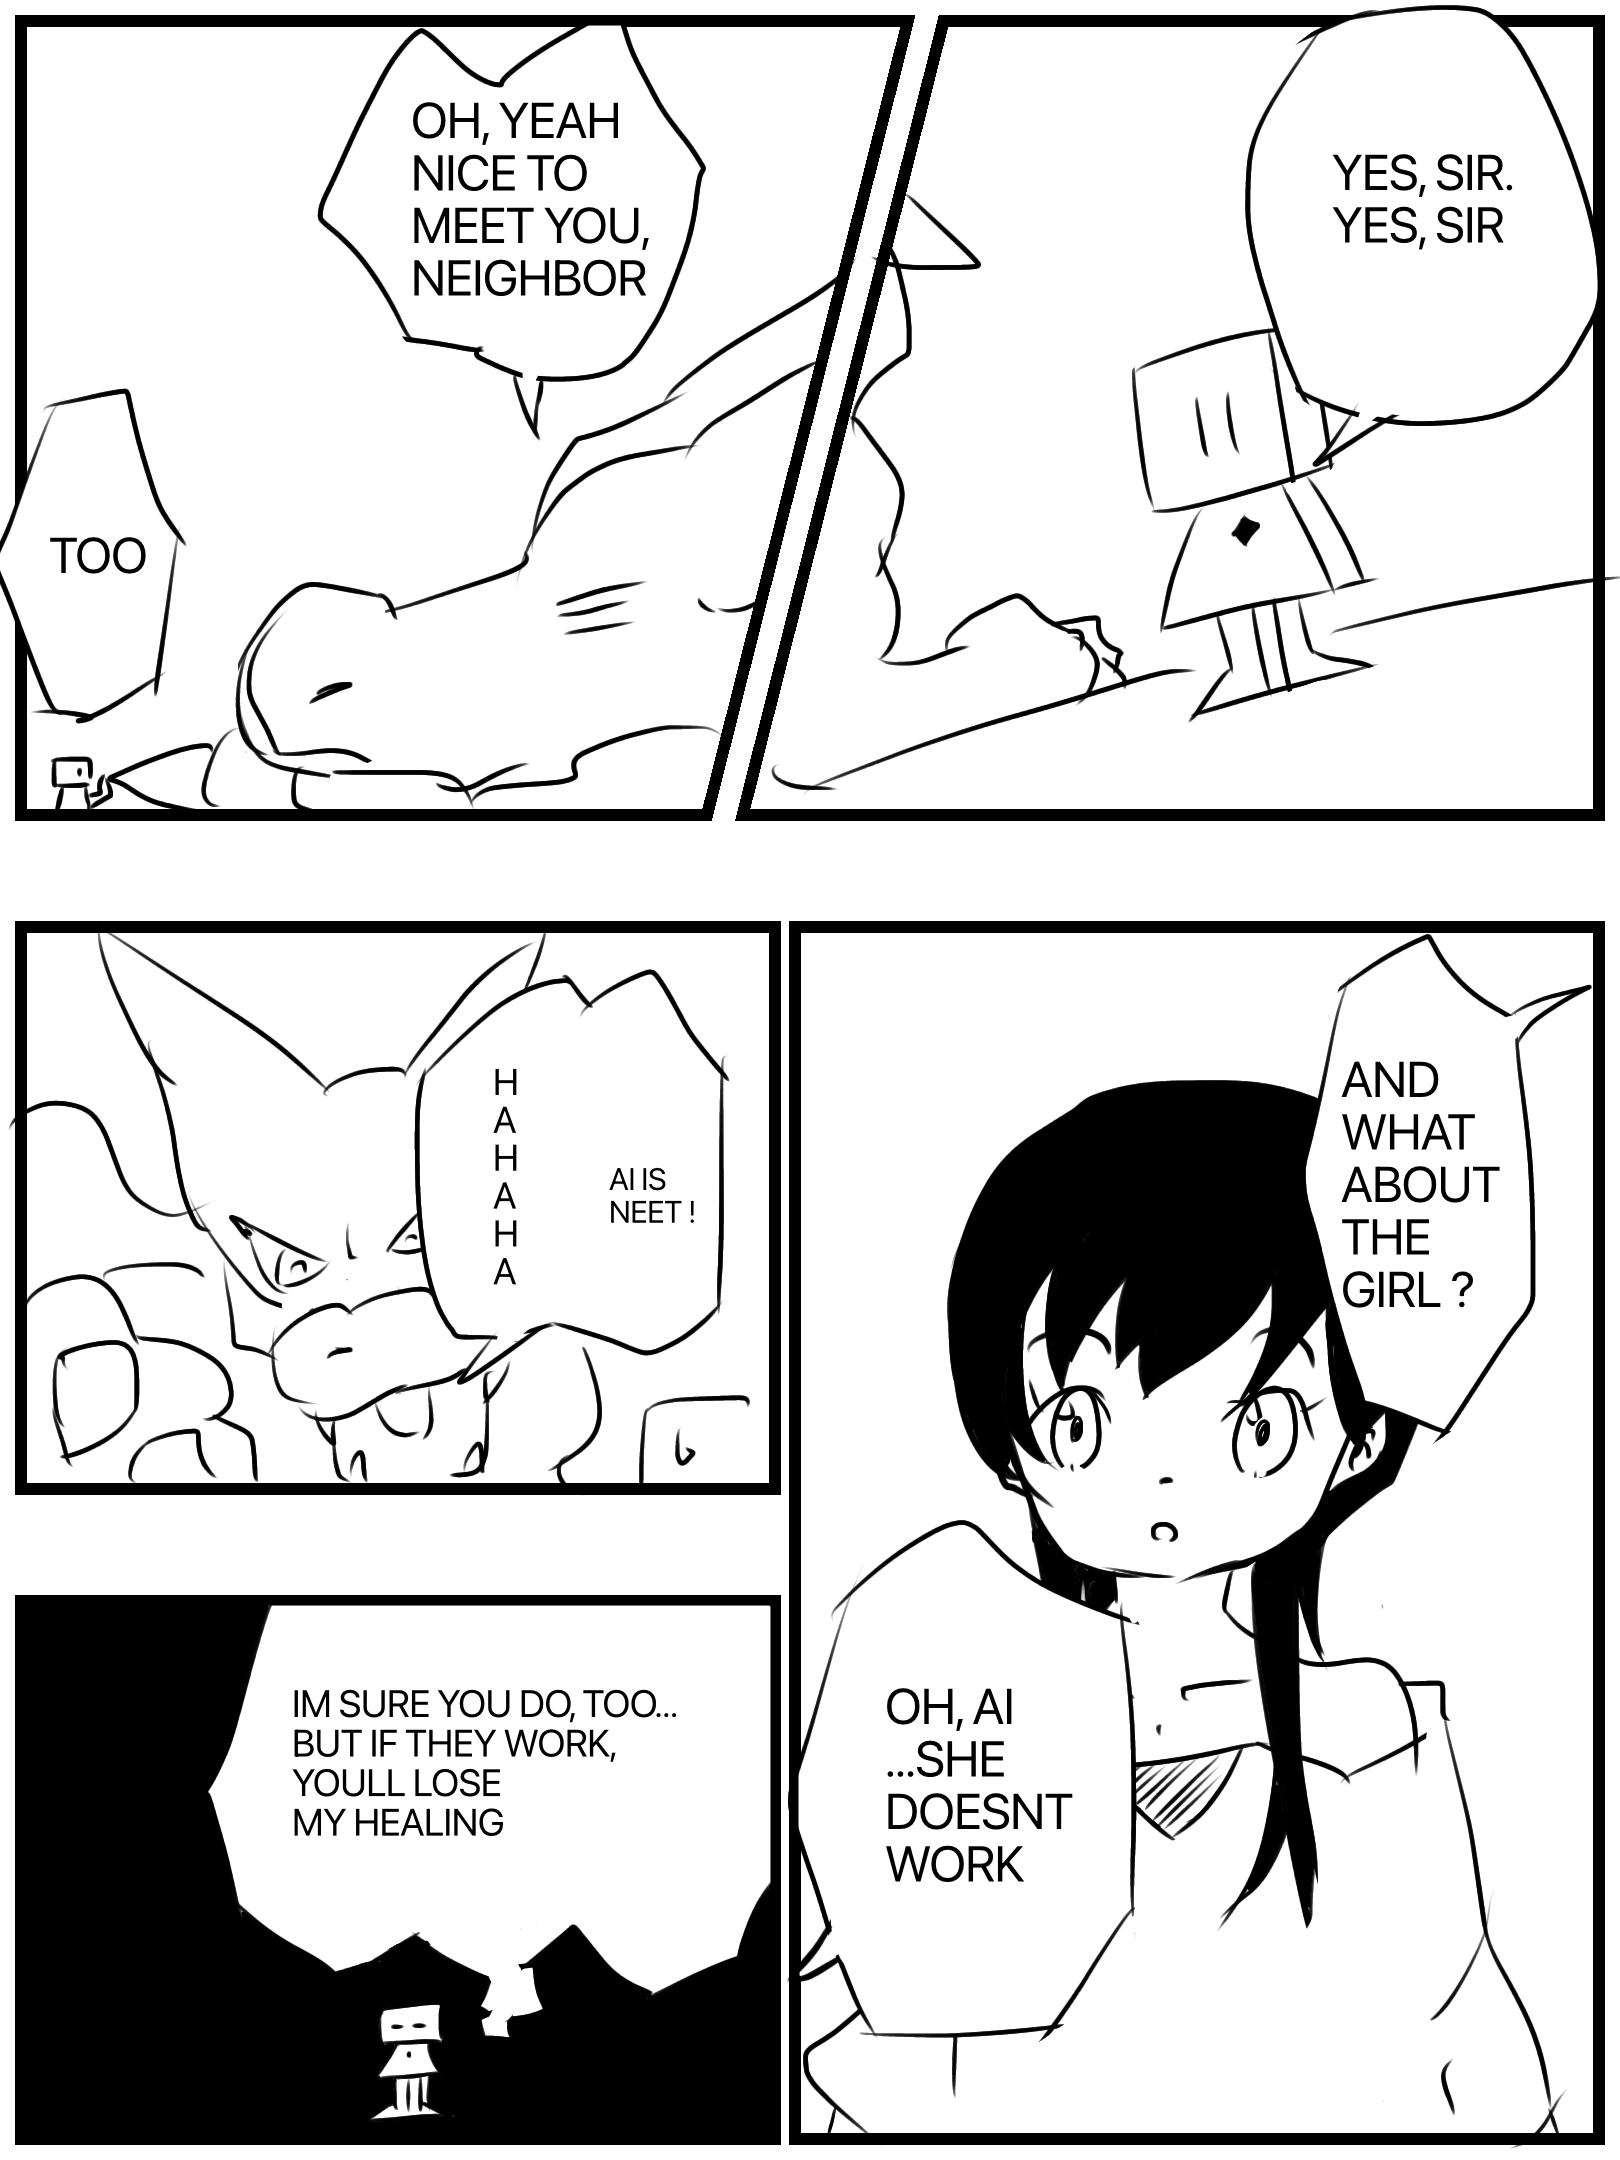 YES, SIR.
YES, SIR
OH, YEAH
NICE TO
MEET YOU,
NEIGHBOR
TOO
AND
WHAT
ABOUT
THE
GIRL ?
OH, AI
...SHE
DOESNT
WORK
AI IS
NEET !
HAHAHA
IM SURE YOU DO, TOO...
BUT IF THEY WORK,
YOULL LOSE
MY HEALING